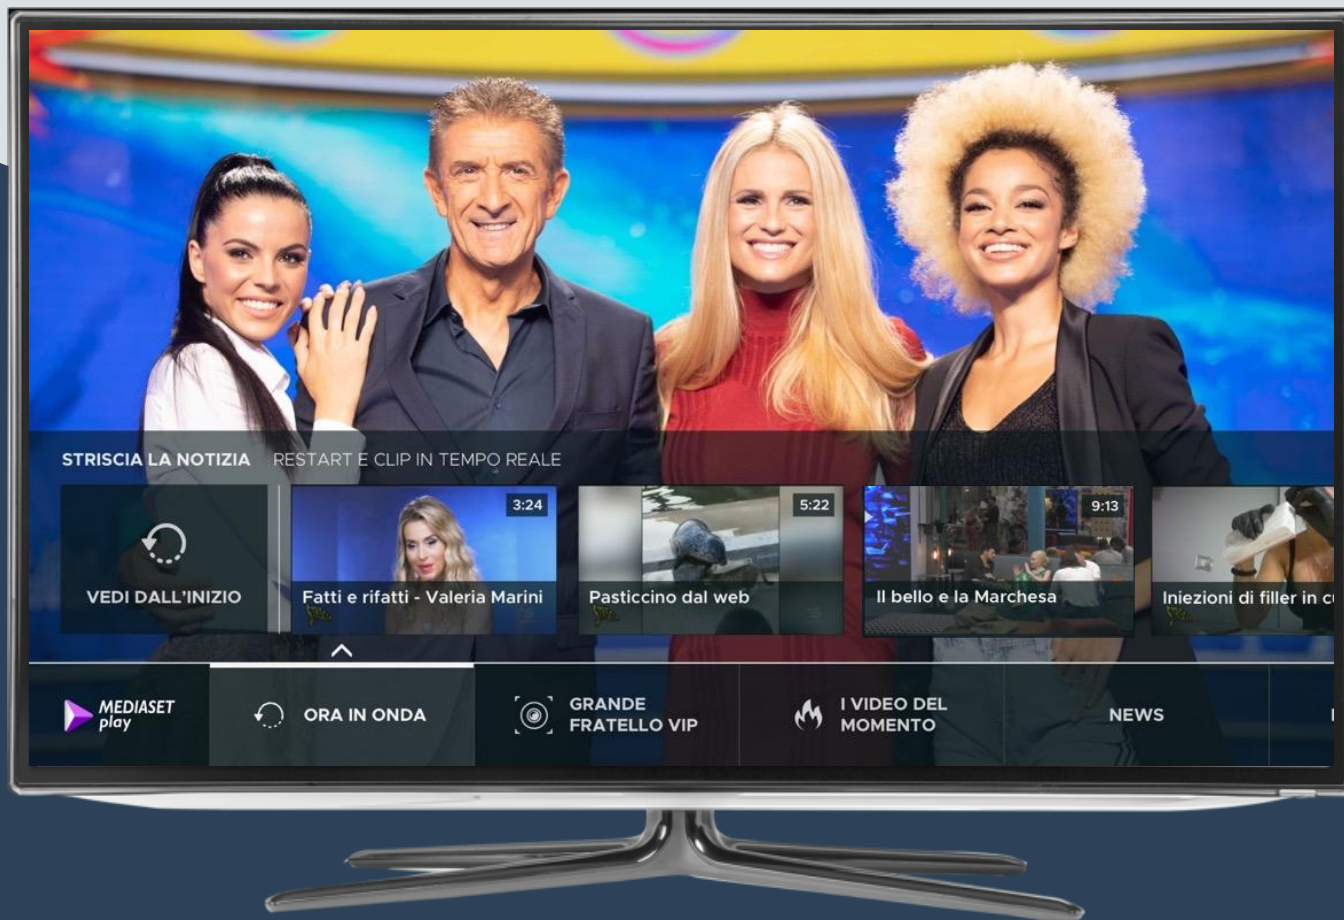 STRISCIA LA NOTIZIA RESTART E CLIP IN TEMPO REALE
3:24
5:22
9:13
VEDI DALL'INIZIO
Fatti e rifatti - Valeria Marini
Pasticcino dal web
Il bello e la Marchesa
Iniezioni di filler in
MEDIASET
play
ORA IN ONDA
GRANDE
FRATELLO VIP
I VIDEO DEL
MOMENTO
NEWS